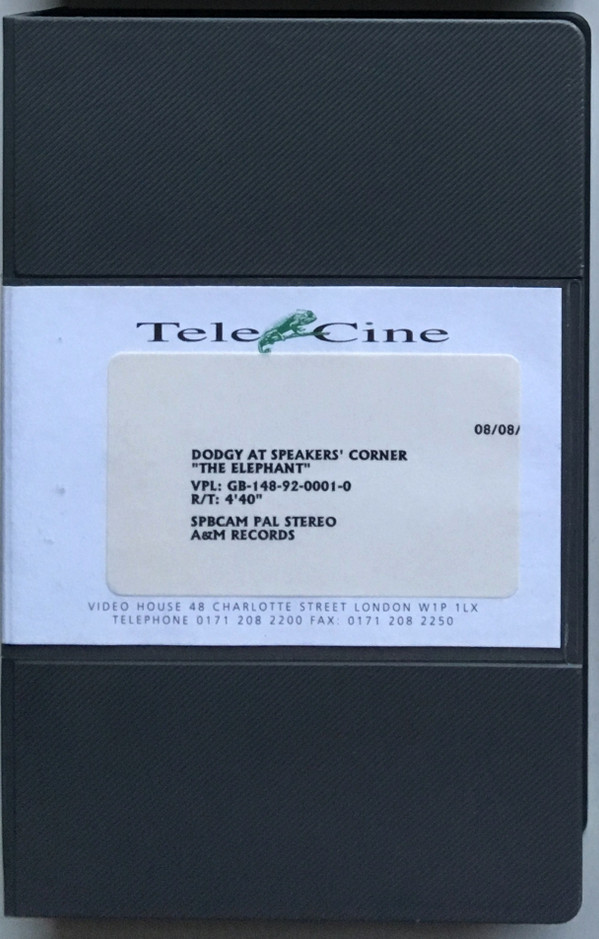 Tele Cine
08/08/
DODGY AT SPEAKERS' CORNER
"THE ELEPHANT"
VPL: GB-148-92-0001-0
R/T: 4'40"
SPBCAM PAL STEREO
A&M RECORDS
VIDEO HOUSE 48 CHARLOTTE STREET LONDON W1P 1LX
TELEPHONE 0171 208 2200 FAX: 0171 208 2250